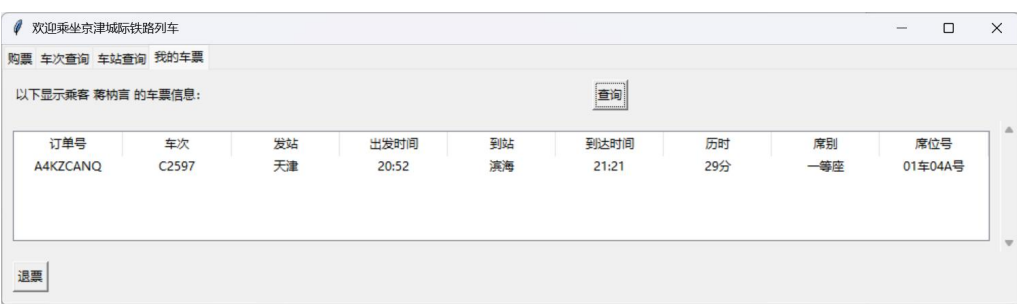 欢迎乘坐京津城际铁路列车
购票 车次查询 车站查询 我的车票
以下显示乘客 蒋枘言 的车票信息: 查询
订单号 车次 发站 出发时间 到站 到达时间 历时 席别 席位号
A4KZCANQ C2597 天津 20:52 滨海 21:21 29分 一等座 01车04A号
退票